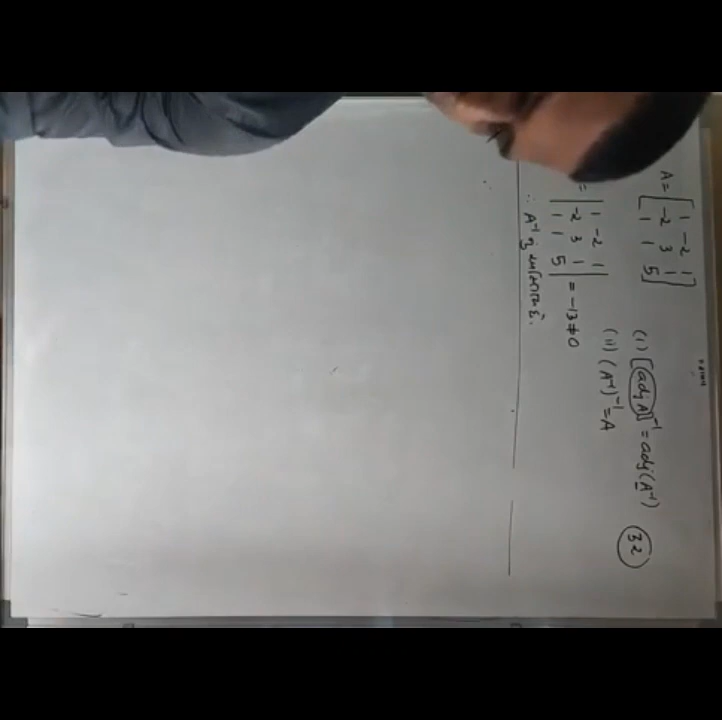 A = [ 1 -2 1
-2 3 1
1 1 5 ]
(i) [adj A]⁻¹ = adj(A⁻¹)
(ii) (A⁻¹)⁻¹ = A
32
= | 1 -2 1
-2 3 1
1 1 5 | = -13 ≠ 0
∴ A⁻¹